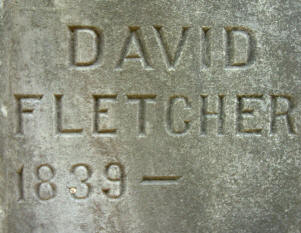 DAVID
FLETCHER
1839 —